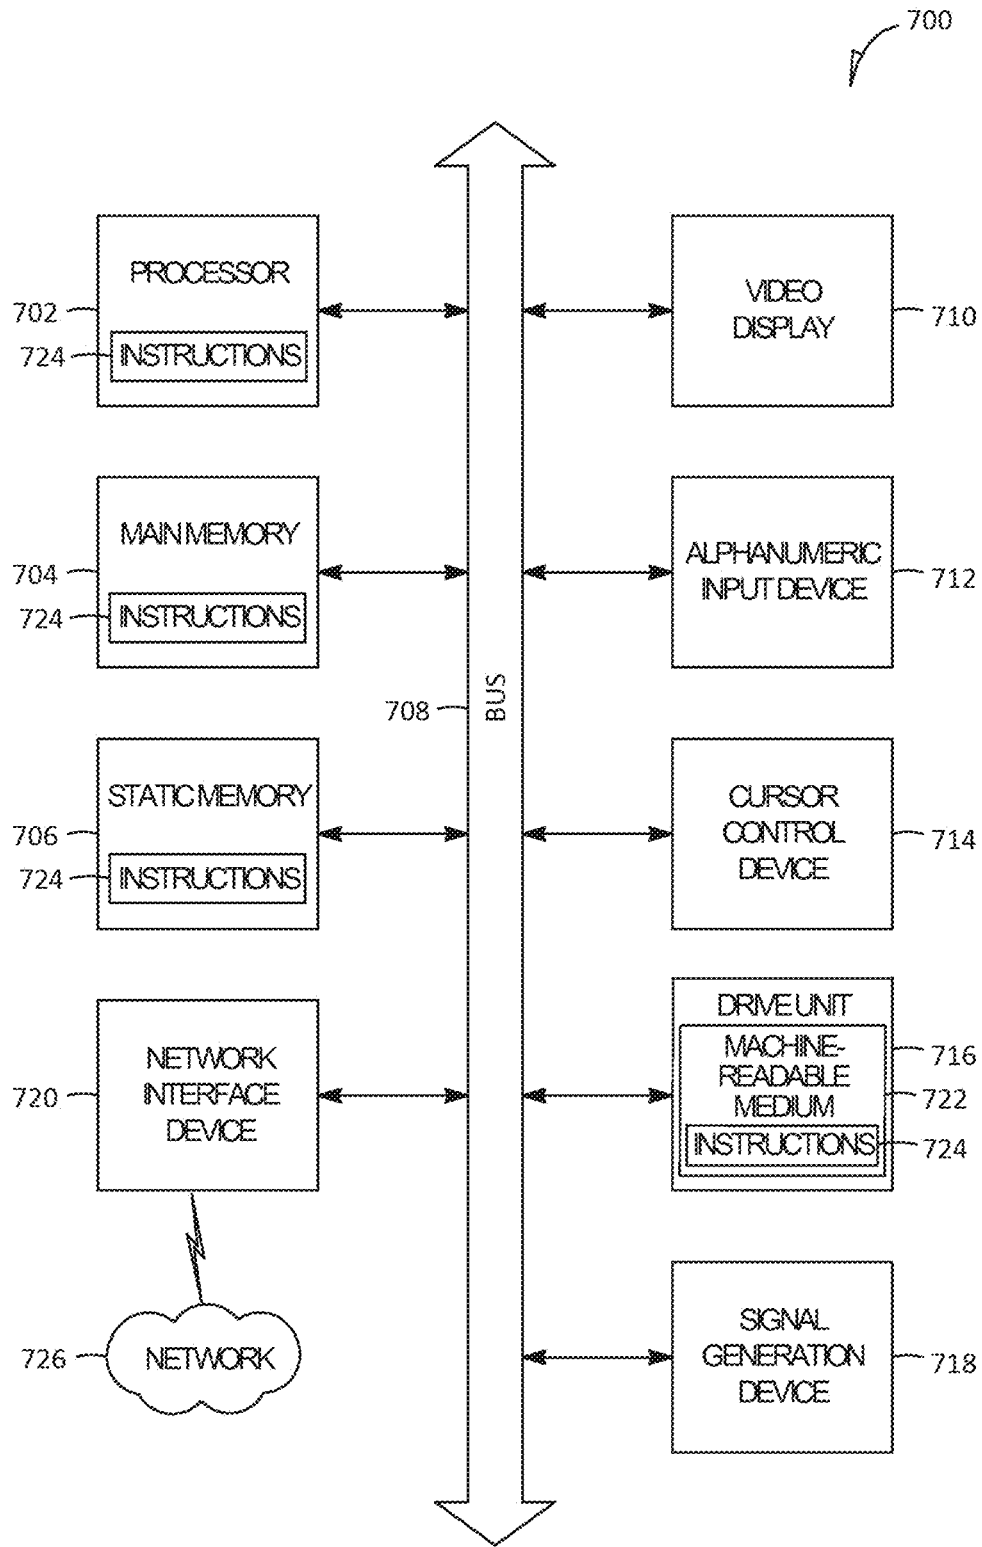 700
PROCESSOR
702
724
INSTRUCTIONS
MAIN MEMORY
704
724
INSTRUCTIONS
708
BUS
STATIC MEMORY
706
724
INSTRUCTIONS
NETWORK
INTERFACE
DEVICE
720
726
NETWORK
VIDEO
DISPLAY
710
ALPHANUMERIC
INPUT DEVICE
712
CURSOR
CONTROL
DEVICE
714
DRIVE UNIT
MACHINE-
READABLE
MEDIUM
716
722
INSTRUCTIONS
724
SIGNAL
GENERATION
DEVICE
718